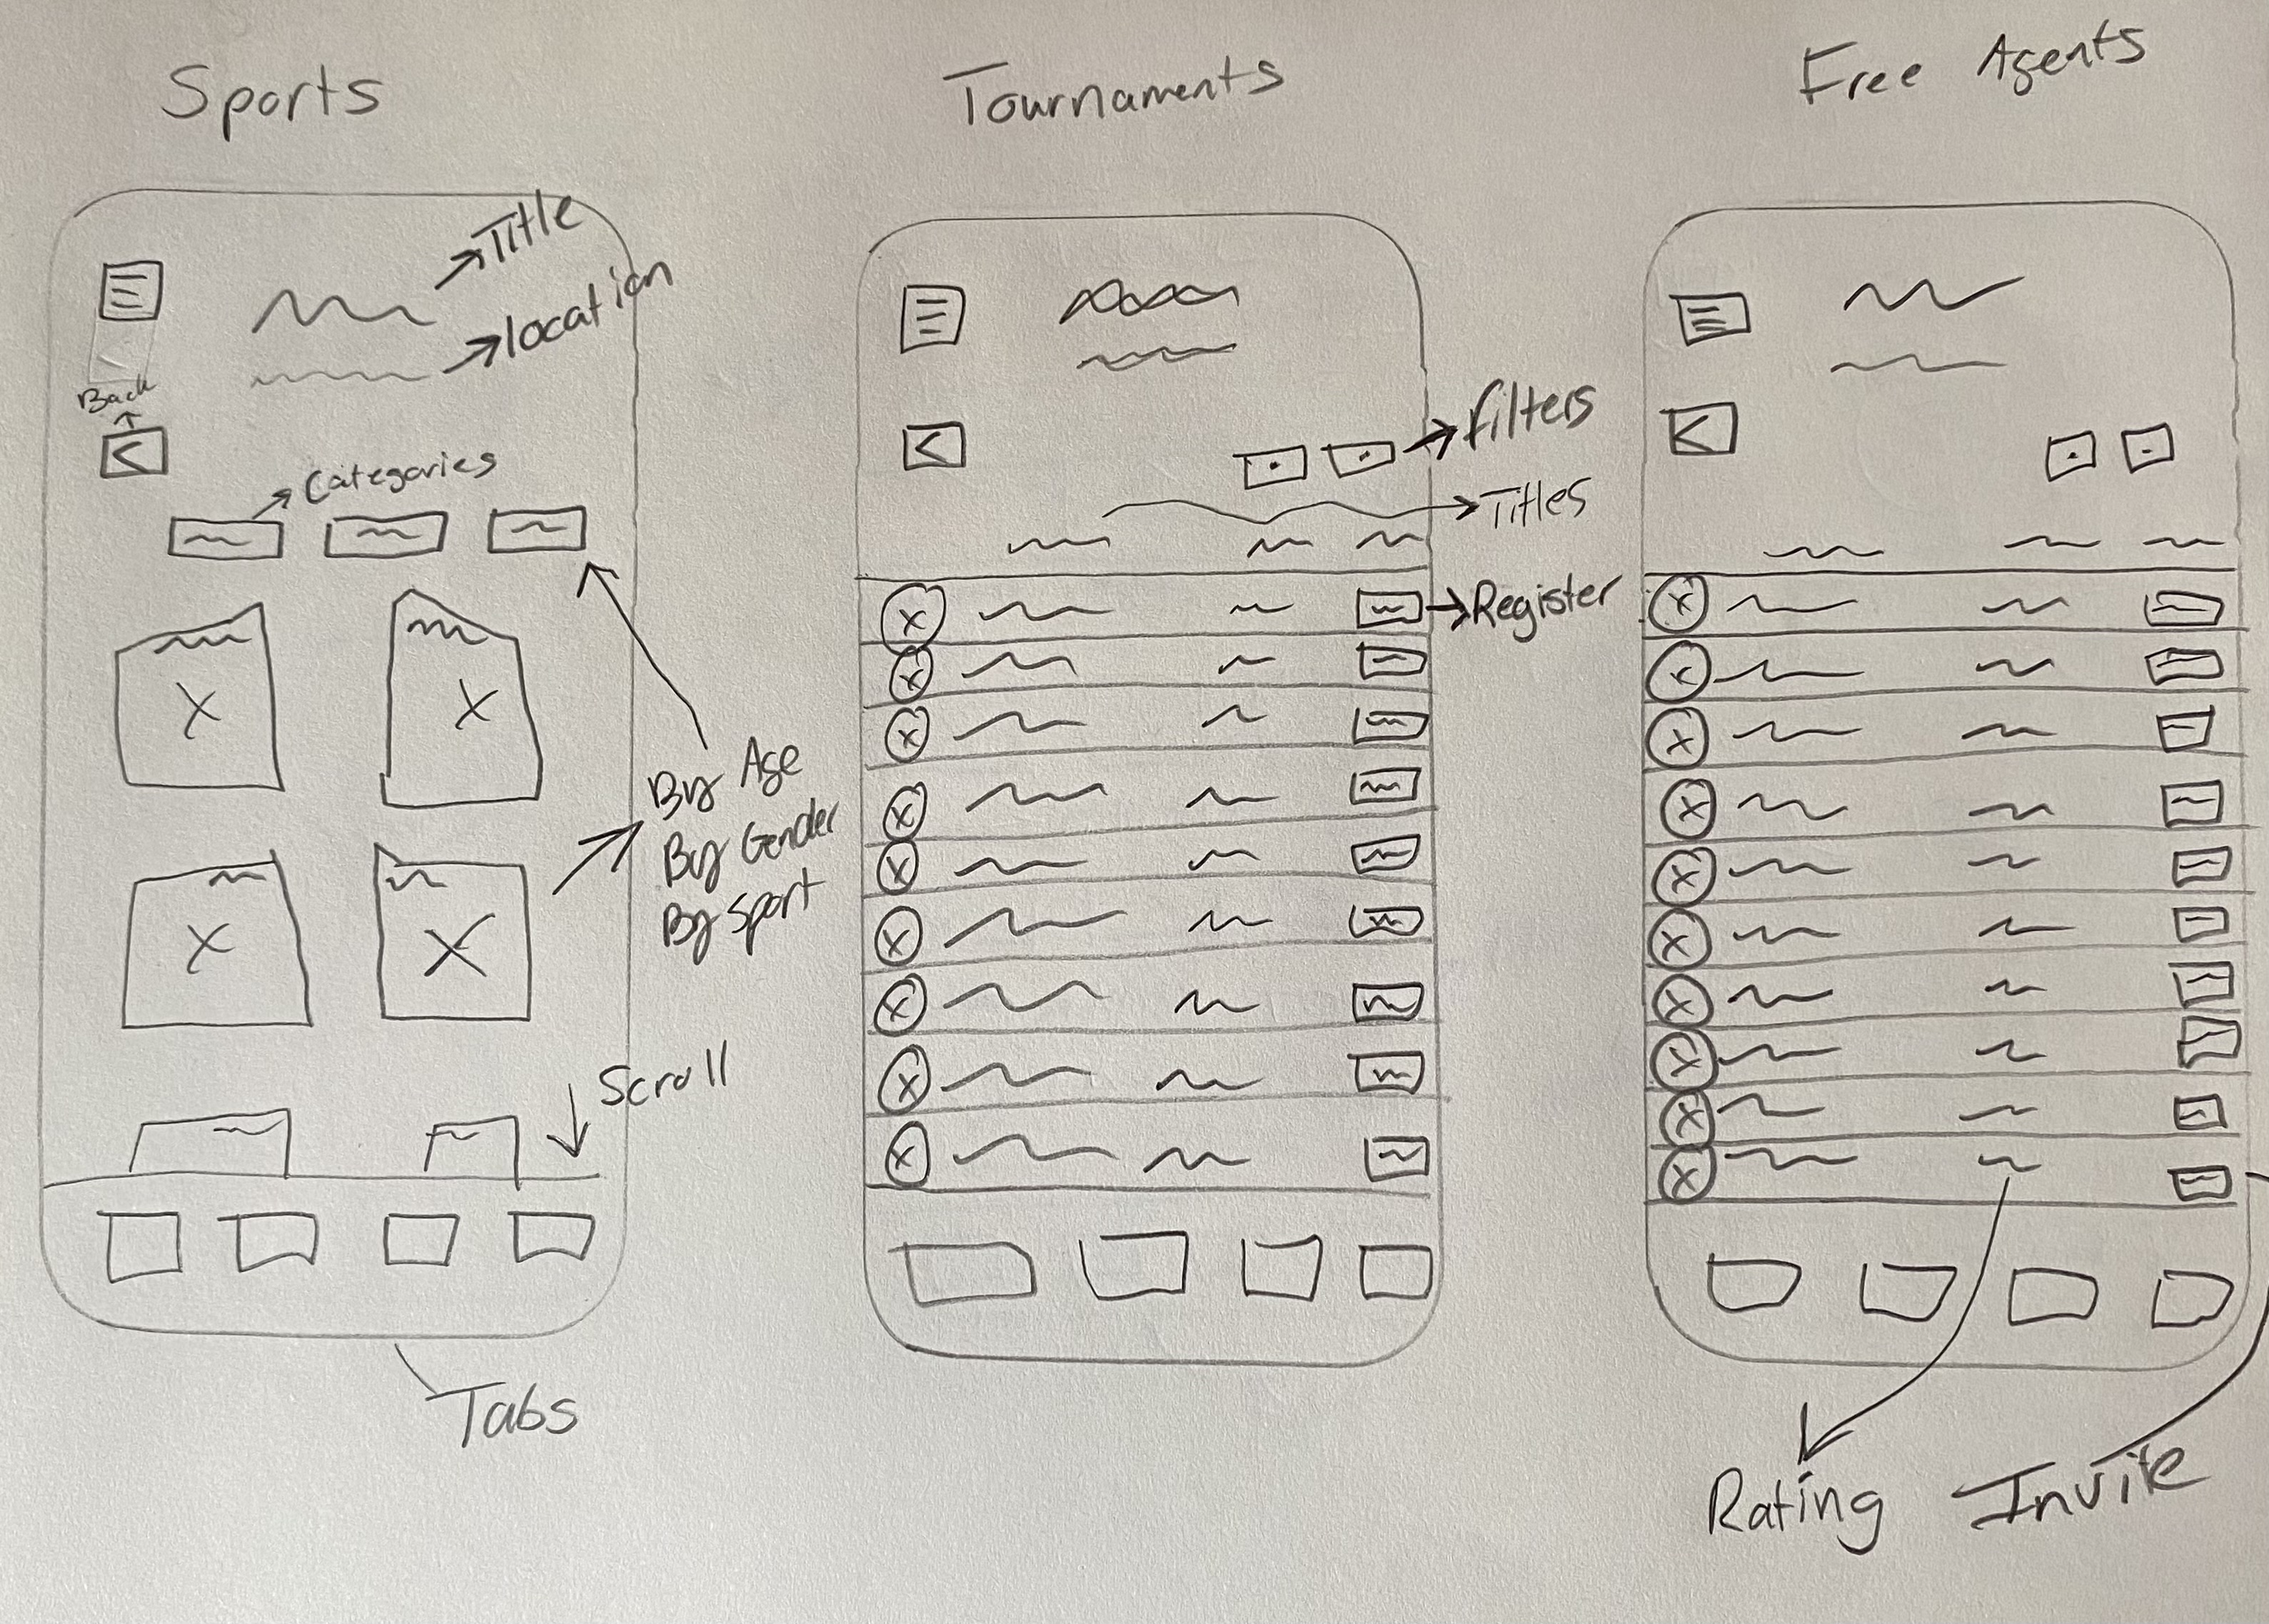 Sports
Tournaments
Free Agents
Title
location
Back
Categories
By Age
By Gender
By Sport
Scroll
Tabs
filters
Titles
Register
Rating
Invite